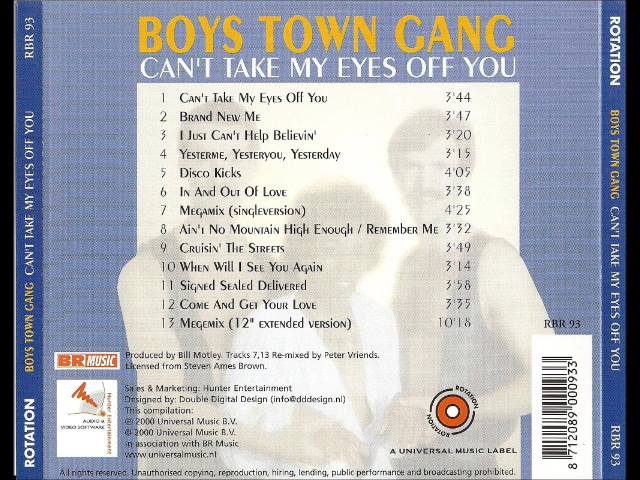 RBR 93
BOYS TOWN GANG CAN'T TAKE MY EYES OFF YOU
ROTATION
BOYS TOWN GANG
CAN'T TAKE MY EYES OFF YOU
1 Can't Take My Eyes Off You 3'44
2 Brand New Me 3'47
3 I Just Can't Help Believin' 3'20
4 Yesterme, Yesteryou, Yesterday 3'15
5 Disco Kicks 4'05
6 In And Out Of Love 3'38
7 Megamix (singleversion) 4'25
8 Ain't No Mountain High Enough / Remember Me 3'32
9 Cruisin' The Streets 3'49
10 When Will I See You Again 3'14
11 Signed Sealed Delivered 3'58
12 Come And Get Your Love 3'35
13 Megemix (12" extended version) 10'18
RBR 93
BR MUSIC
Produced by Bill Motley. Tracks 7,13 Re-mixed by Peter Vriends.
Licensed from Steven Ames Brown.
Hunter Entertainment
AUDIO &
VIDEO SOFTWARE
Sales & Marketing: Hunter Entertainment
Designed by: Double Digital Design (info@dddesign.nl)
This compilation:
℗ 2000 Universal Music B.V.
© 2000 Universal Music B.V.
In association with BR Music
www.universalmusic.nl
ROTATION
ROTATION
A UNIVERSAL MUSIC LABEL
8 712089 000933
All rights reserved. Unauthorised copying, reproduction, hiring, lending, public performance and broadcasting prohibited.
ROTATION
BOYS TOWN GANG CAN'T TAKE MY EYES OFF YOU
RBR 93